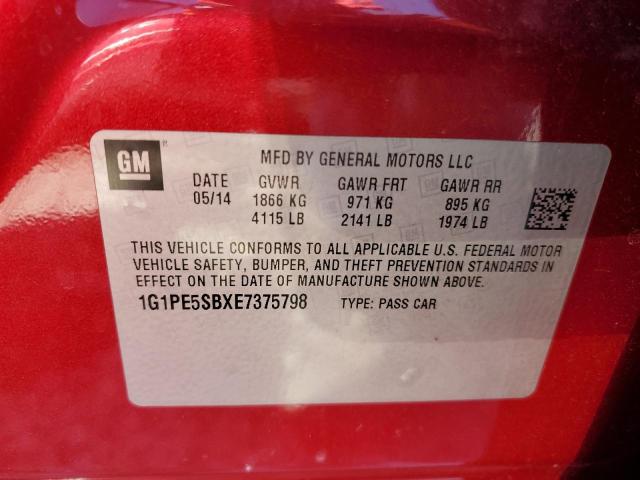 GM
MFD BY GENERAL MOTORS LLC
DATE GVWR GAWR FRT GAWR RR
05/14 1866 KG 971 KG 895 KG
4115 LB 2141 LB 1974 LB
THIS VEHICLE CONFORMS TO ALL APPLICABLE U.S. FEDERAL MOTOR
VEHICLE SAFETY, BUMPER, AND THEFT PREVENTION STANDARDS IN
EFFECT ON THE DATE OF MANUFACTURE SHOWN ABOVE.
1G1PE5SBXE7375798 TYPE: PASS CAR